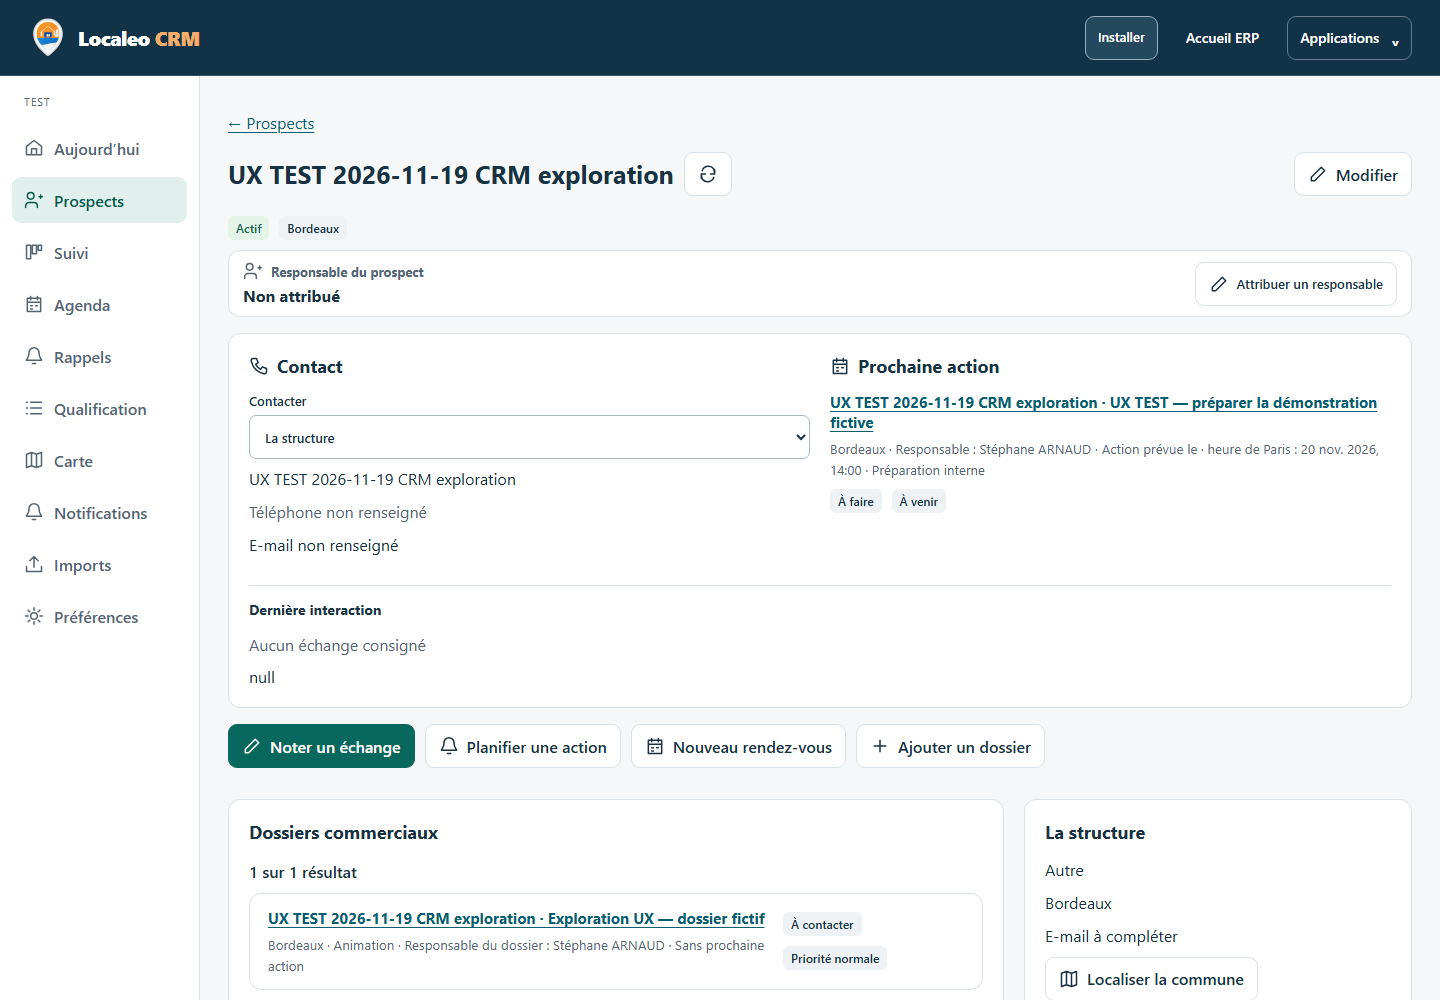 Localeo CRM
Installer
Accueil ERP
Applications
TEST
Aujourd'hui
Prospects
Suivi
Agenda
Rappels
Qualification
Carte
Notifications
Imports
Préférences
← Prospects
UX TEST 2026-11-19 CRM exploration
Modifier
Actif
Bordeaux
Responsable du prospect
Non attribué
Attribuer un responsable
Contact
Contacter
La structure
UX TEST 2026-11-19 CRM exploration
Téléphone non renseigné
E-mail non renseigné
Prochaine action
UX TEST 2026-11-19 CRM exploration · UX TEST — préparer la démonstration
fictive
Bordeaux · Responsable : Stéphane ARNAUD · Action prévue le · heure de Paris : 20 nov. 2026,
14:00 · Préparation interne
À faire
À venir
Dernière interaction
Aucun échange consigné
null
Noter un échange
Planifier une action
Nouveau rendez-vous
Ajouter un dossier
Dossiers commerciaux
1 sur 1 résultat
UX TEST 2026-11-19 CRM exploration · Exploration UX — dossier fictif
Bordeaux · Animation · Responsable du dossier : Stéphane ARNAUD · Sans prochaine
action
À contacter
Priorité normale
La structure
Autre
Bordeaux
E-mail à compléter
Localiser la commune